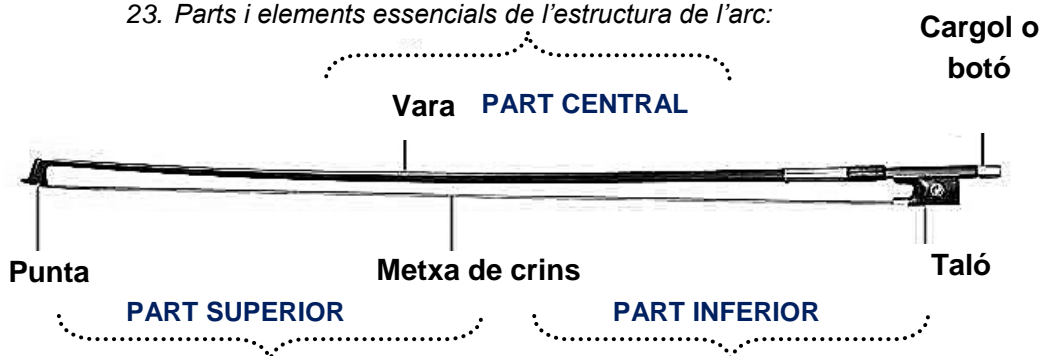 23. Parts i elements essencials de l’estructura de l’arc:
Cargol o
botó
Vara PART CENTRAL
Punta
Metxa de crins
Taló
PART SUPERIOR
PART INFERIOR